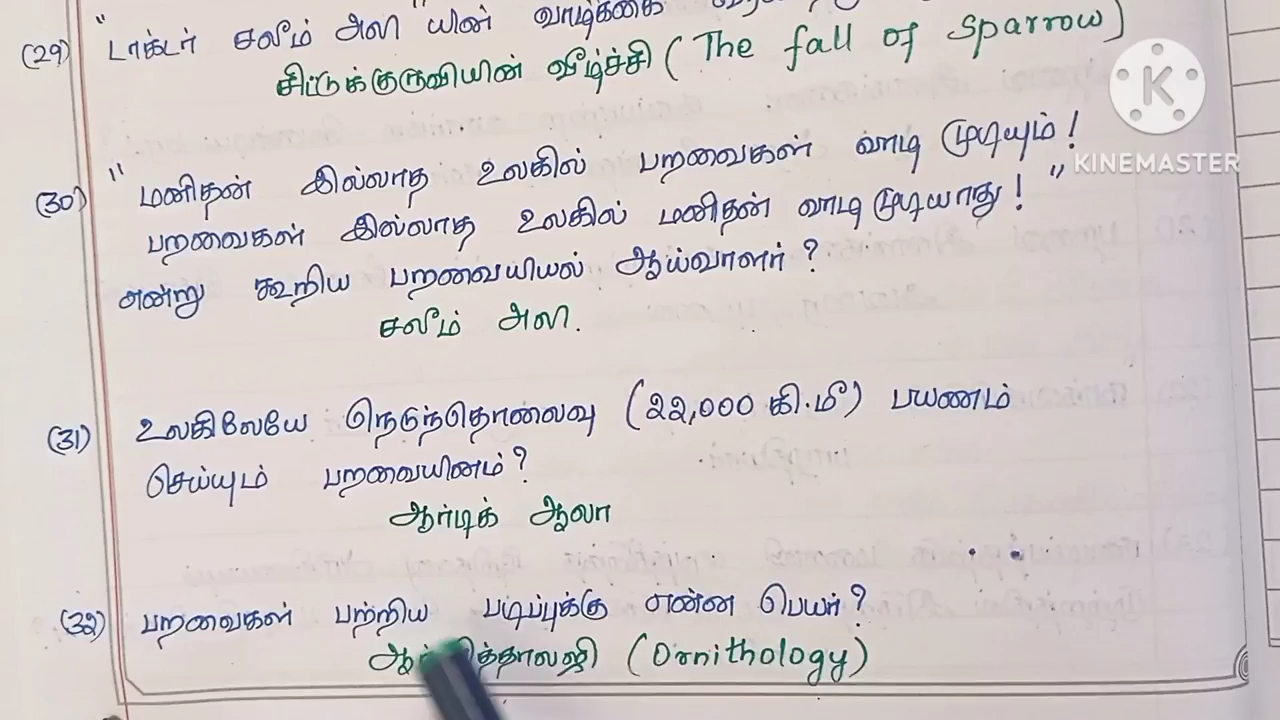 (29) "டாக்டர் சலீம் அலி "யின் வாழ்க்கை
சிட்டுக்குருவியின் வீழ்ச்சி ( The fall of Sparrow )
(30) "மனிதன் இல்லாத உலகில் பறவைகள் வாழ முடியும் !
பறவைகள் இல்லாத உலகில் மனிதன் வாழ முடியாது ! "
என்று கூறிய பறவையியல் ஆய்வாளர் ?
சலீம் அலி.
(31) உலகிலேயே நெடுந்தொலைவு (22,000 கி.மீ) பயணம்
செய்யும் பறவையினம் ?
ஆர்டிக் ஆலா
(32) பறவைகள் பற்றிய படிப்புக்கு என்ன பெயர் ?
(Ornithology)
K
KINEMASTER